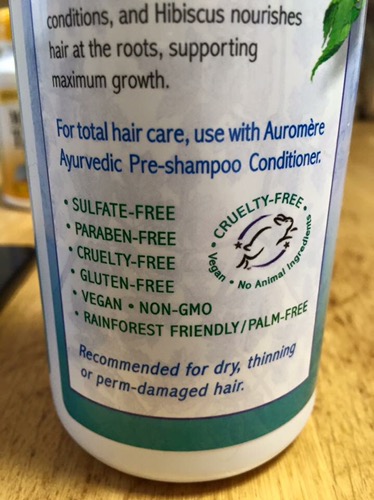 conditions, and Hibiscus nourishes
hair at the roots, supporting
maximum growth.
For total hair care, use with Auromère
Ayurvedic Pre-shampoo Conditioner.
• SULFATE-FREE
• PARABEN-FREE
• CRUELTY-FREE
• GLUTEN-FREE
• VEGAN • NON-GMO
• RAINFOREST FRIENDLY/PALM-FREE
• CRUELTY-FREE •
Vegan • No Animal Ingredients
Recommended for dry, thinning
or perm-damaged hair.